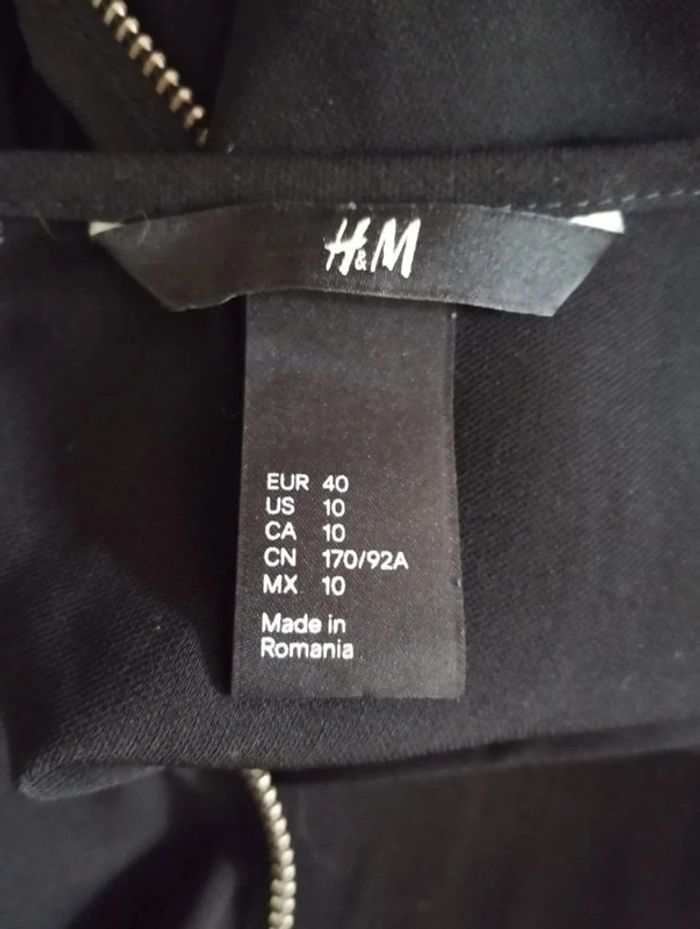 H&M
EUR 40
US 10
CA 10
CN 170/92A
MX 10
Made in
Romania